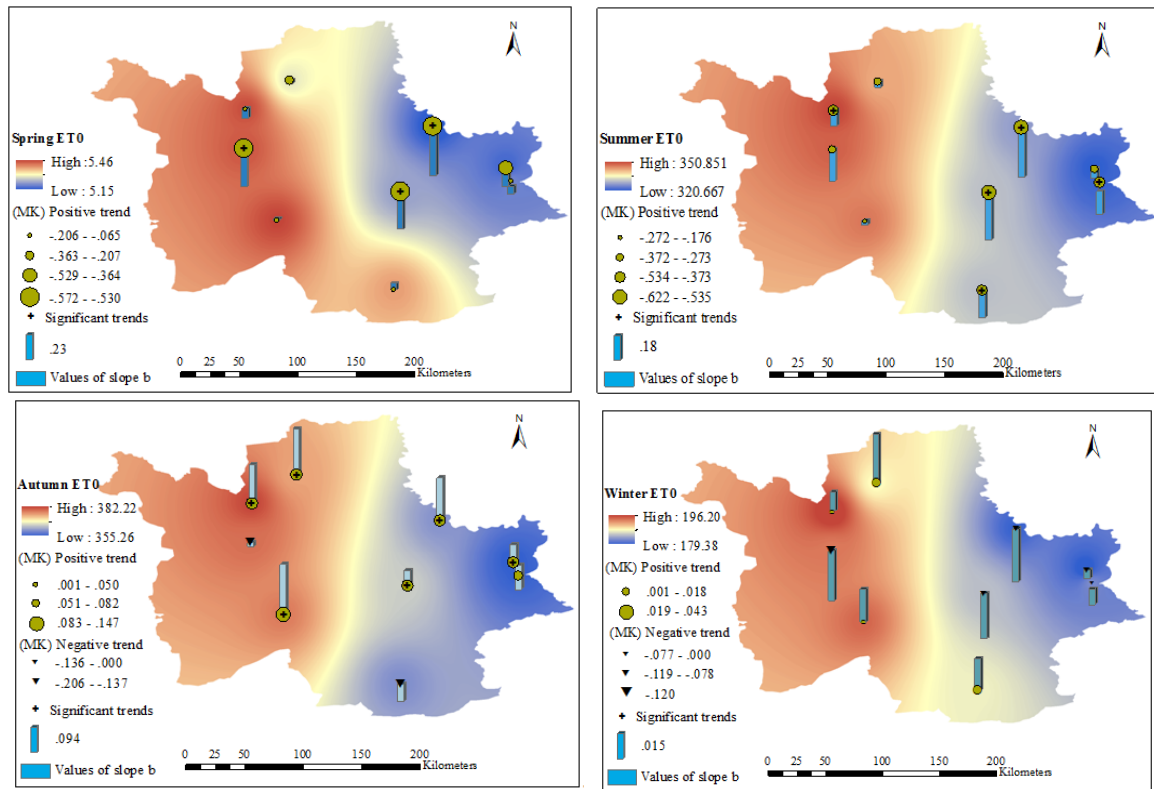 N
Spring ET0
High :5.46
Low : 5.15
(MK) Positive trend
-.206 - -.065
-.363 - -.207
-.529 - -.364
-.572 - -.530
Significant trends
.23
Values of slope b
0 25 50 100 150 200
Kilometers
N
Summer ET0
High : 350.851
Low : 320.667
(MK) Positive
-.272 - -.176
-.372 - -.273
-.534 - -.373
-.622 - -.535
Significant trends
.18
Values of slope b
0 25 50 100 150 200
Kilometers
N
Autumn ET0
High : 382.22
Low : 355.26
(MK) Positive trend
.001 - .050
.051 - .082
.083 - .147
(MK) Negative trend
-.136 - .000
-.206 - -.137
Significant trends
.094
Values of slope b
0 25 50 100 150 200
Kilometers
N
Winter ET0
High : 196.20
Low : 179.38
(MK) Positive trend
.001 - .018
.019 - .043
(MK) Negative trend
-.077 - .000
-.119 - -.078
-.120
Significant trends
.015
Values of slope b
0 25 50 100 150 200
Kilometers